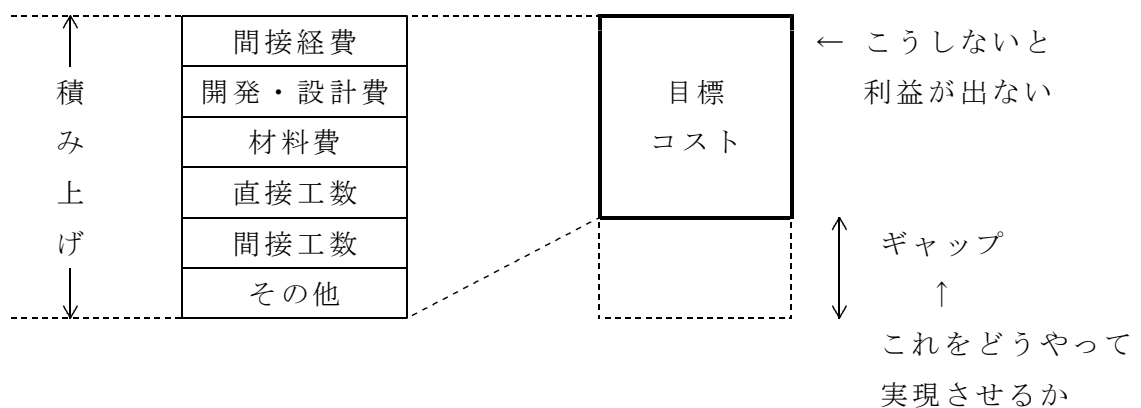 積み上げ
間接経費
開発・設計費
材料費
直接工数
間接工数
その他
目標
コスト
← こうしないと
利益が出ない
ギャップ
↑
これをどうやって
実現させるか